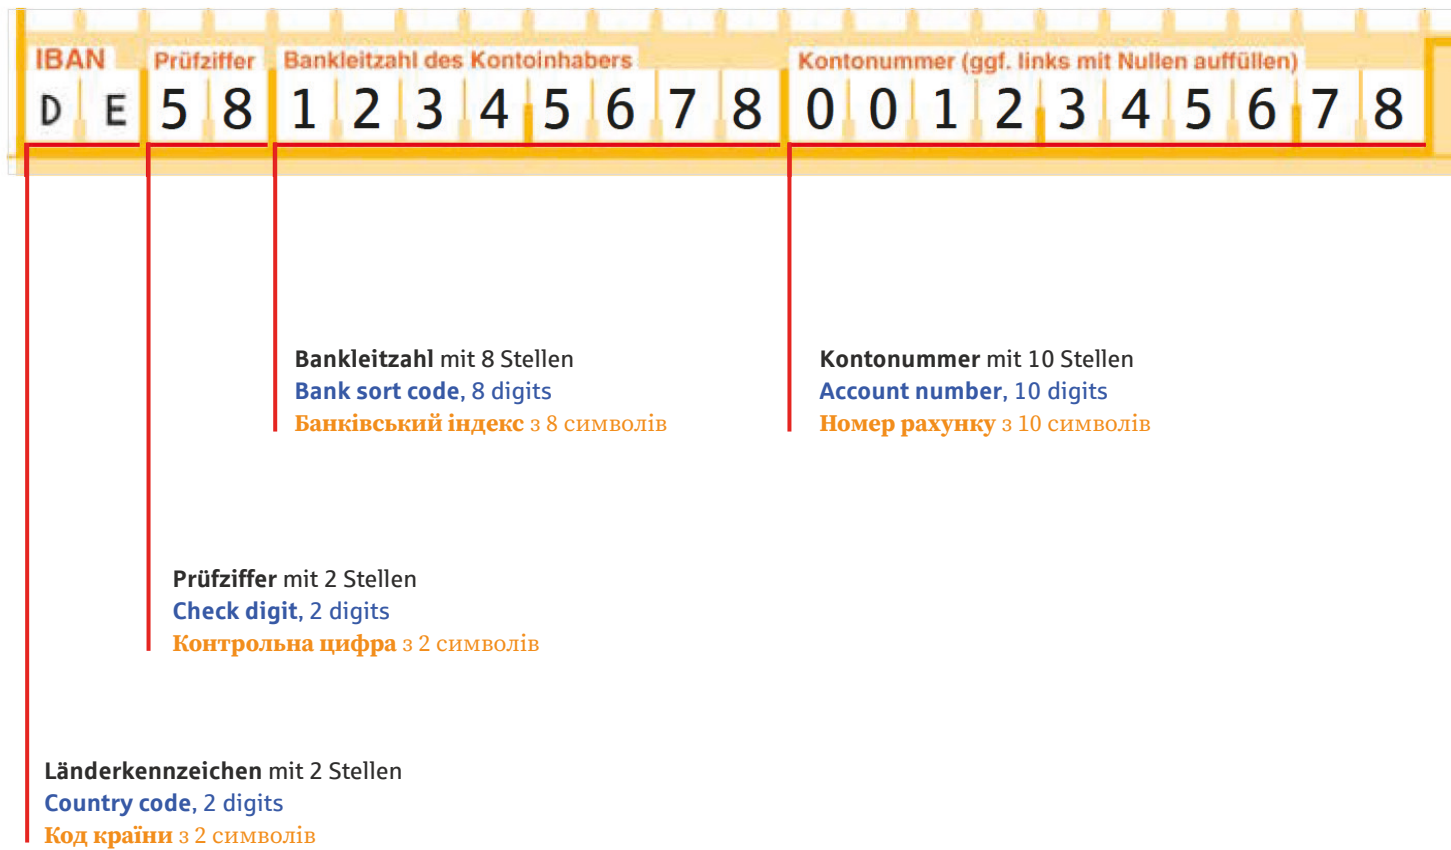 IBAN Prüfziffer Bankleitzahl des Kontoinhabers Kontonummer (ggf. links mit Nullen auffüllen)
D E 5 8 1 2 3 4 5 6 7 8 0 0 1 2 3 4 5 6 7 8
Bankleitzahl mit 8 Stellen
Bank sort code, 8 digits
Банківський індекс з 8 символів
Kontonummer mit 10 Stellen
Account number, 10 digits
Номер рахунку з 10 символів
Prüfziffer mit 2 Stellen
Check digit, 2 digits
Контрольна цифра з 2 символів
Länderkennzeichen mit 2 Stellen
Country code, 2 digits
Код країни з 2 символів